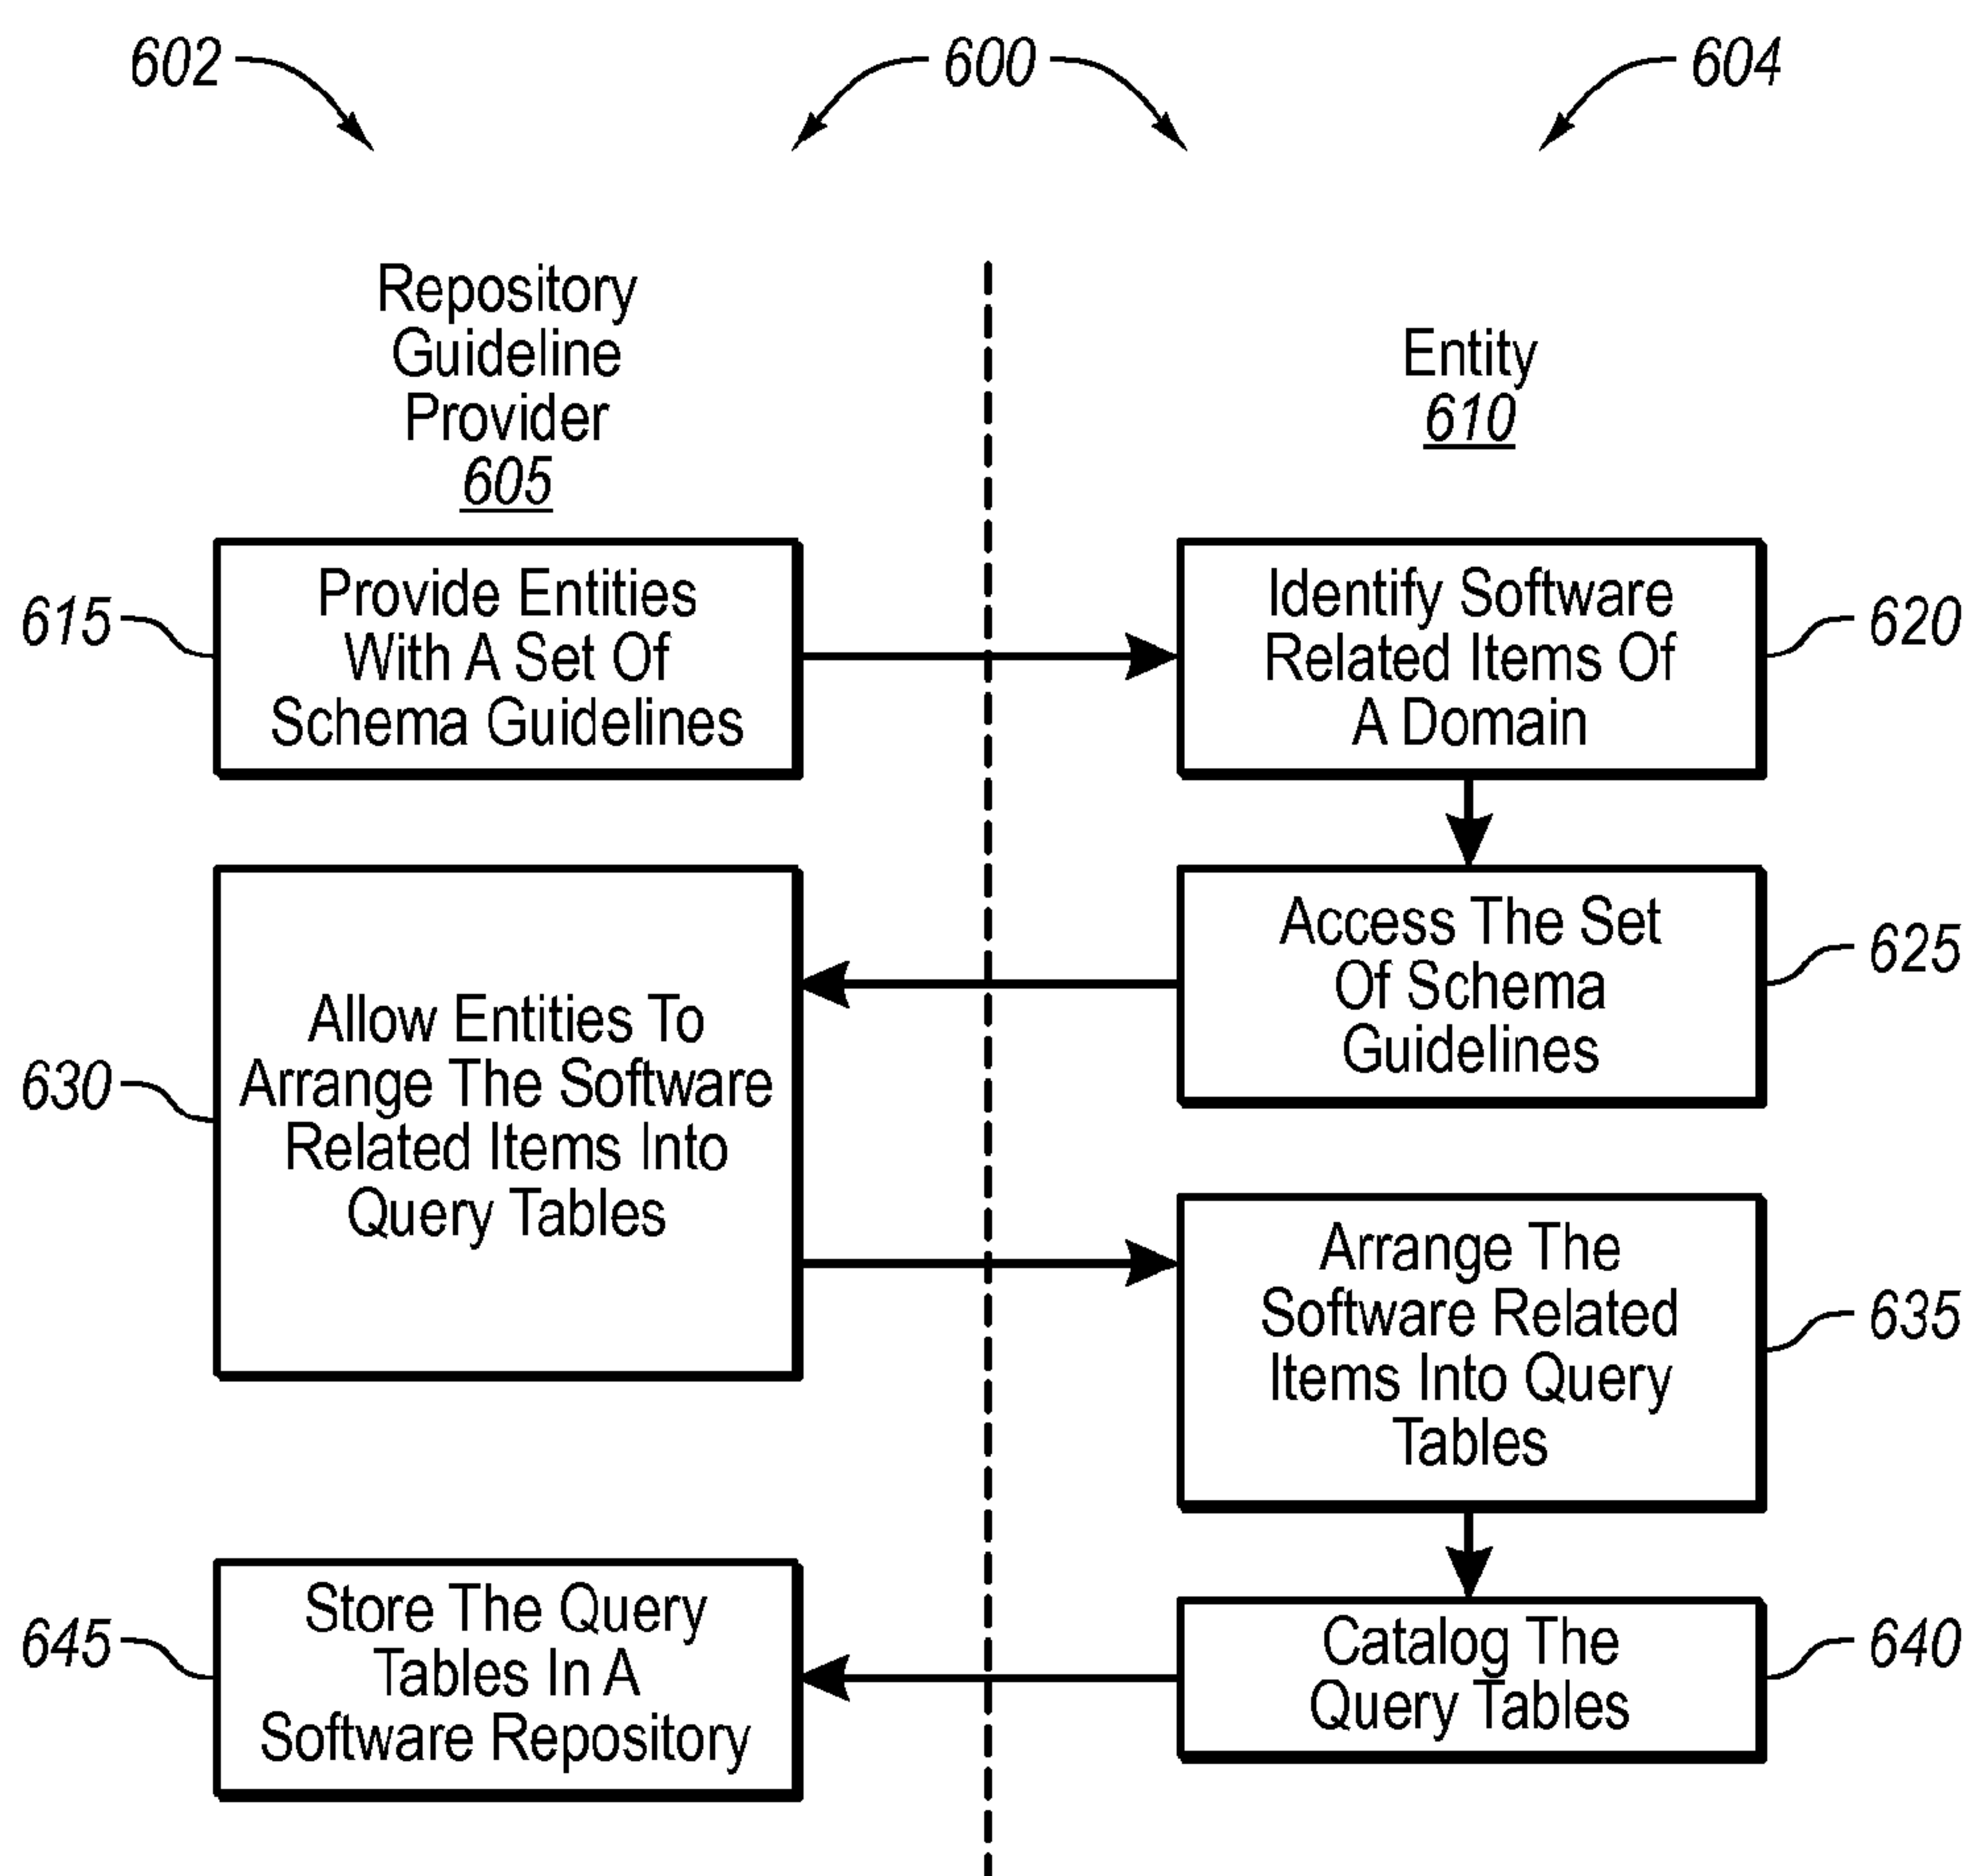 602
600
604
Repository
Guideline
Provider
605
Entity
610
615
Provide Entities
With A Set Of
Schema Guidelines
Identify Software
Related Items Of
A Domain
620
Access The Set
Of Schema
Guidelines
625
630
Allow Entities To
Arrange The Software
Related Items Into
Query Tables
Arrange The
Software Related
Items Into Query
Tables
635
645
Store The Query
Tables In A
Software Repository
Catalog The
Query Tables
640